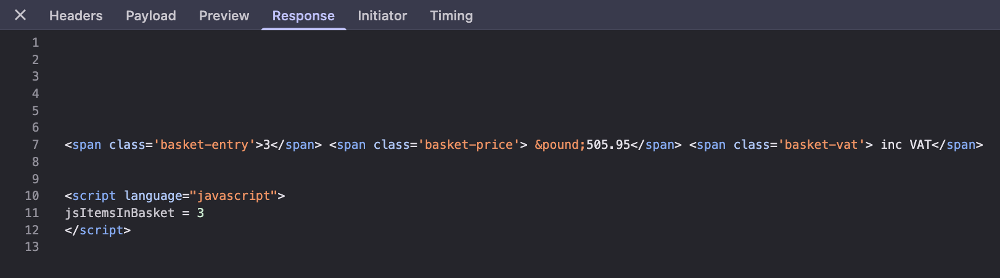 Headers Payload Preview Response Initiator Timing
1
2
3
4
5
6
7 <span class='basket-entry'>3</span> <span class='basket-price'> &pound;505.95</span> <span class='basket-vat'> inc VAT</span>
8
9
10 <script language="javascript">
11 jsItemsInBasket = 3
12 </script>
13